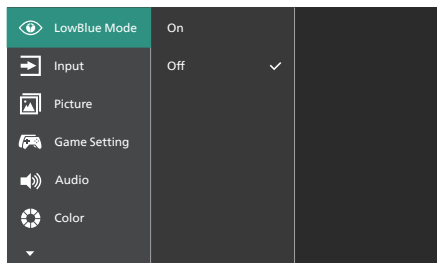 LowBlue Mode
On
Input
Off
Picture
Game Setting
Audio
Color